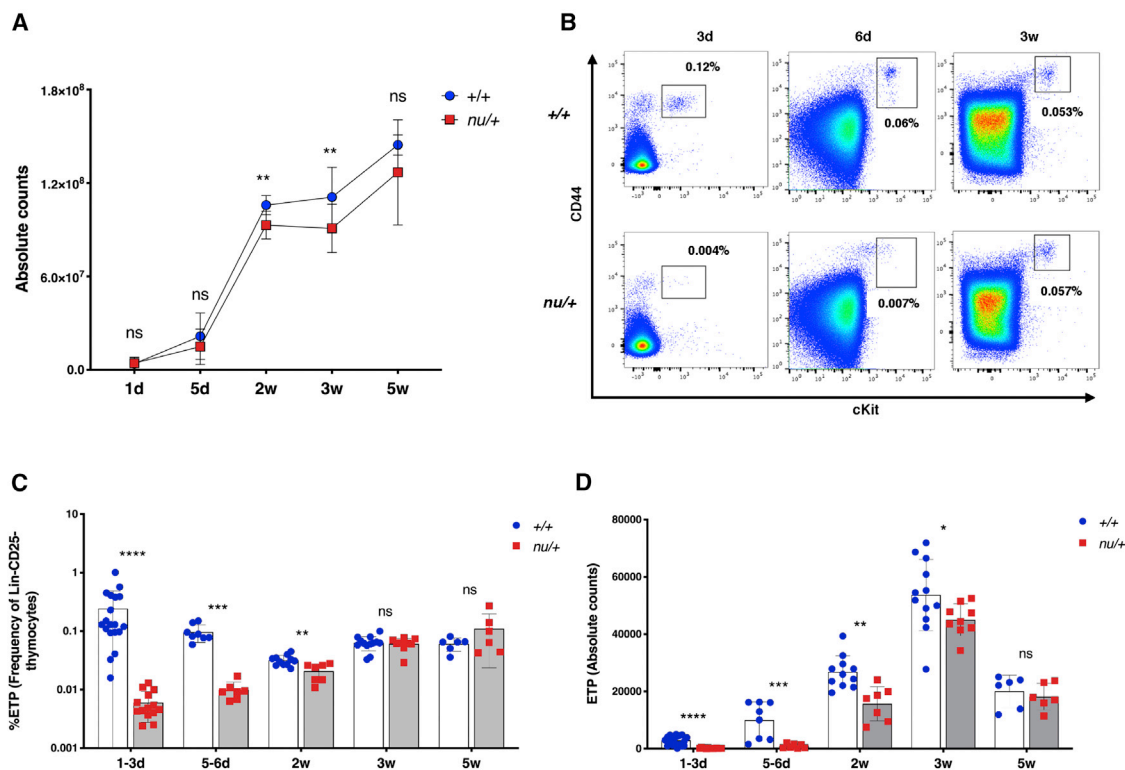 A
+/+
nu/+
Absolute counts
1.8×10⁸
1.2×10⁸
6.0×10⁷
0.0
ns
ns
**
**
ns
1d
5d
2w
3w
5w
B
3d
6d
3w
+/+
0.12%
0.06%
0.053%
nu/+
0.004%
0.007%
0.057%
CD44
cKit
C
+/+
nu/+
%ETP (Frequency of Lin-CD25-
thymocytes)
10
1
0.1
0.01
0.001
****
***
**
ns
ns
1-3d
5-6d
2w
3w
5w
D
+/+
nu/+
ETP (Absolute counts)
80000
60000
40000
20000
0
****
***
**
*
ns
1-3d
5-6d
2w
3w
5w